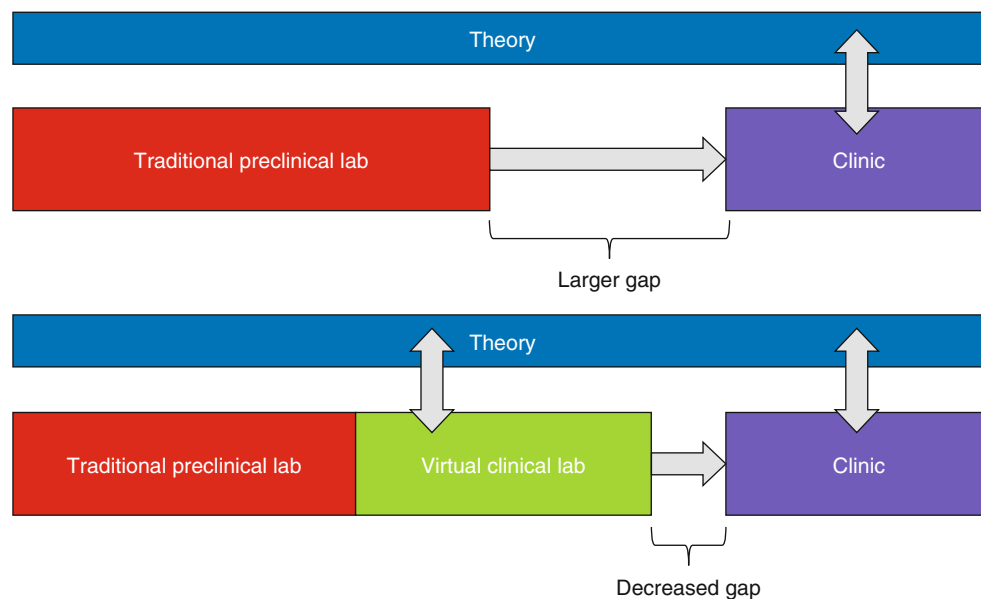 Theory
Traditional preclinical lab
Clinic
Larger gap
Theory
Traditional preclinical lab
Virtual clinical lab
Clinic
Decreased gap